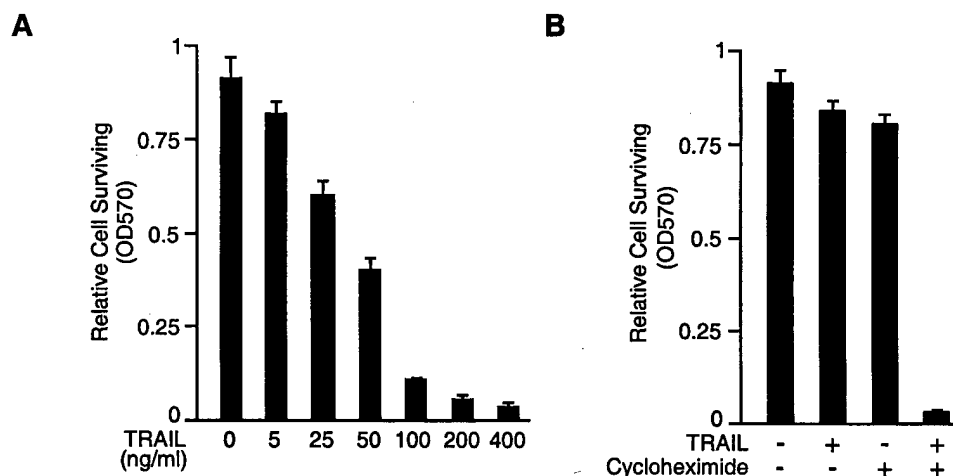 A
Relative Cell Surviving
(OD570)
1
0.75
0.5
0.25
0
TRAIL 0 5 25 50 100 200 400
(ng/ml)
B
Relative Cell Surviving
(OD570)
1
0.75
0.5
0.25
0
TRAIL - + - +
Cycloheximide - - + +